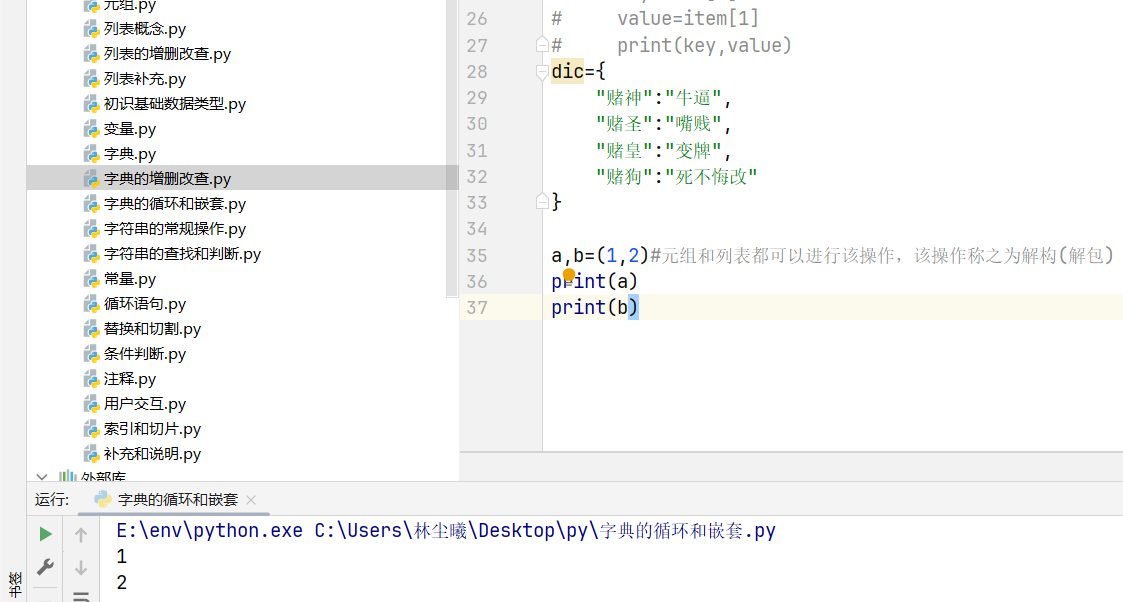 元组.py
列表概念.py
列表的增删改查.py
列表补充.py
初识基础数据类型.py
变量.py
字典.py
字典的增删改查.py
字典的循环和嵌套.py
字符串的常规操作.py
字符串的查找和判断.py
常量.py
循环语句.py
替换和切割.py
条件判断.py
注释.py
用户交互.py
索引和切片.py
补充和说明.py
外部库
26 #     value=item[1]
27 #     print(key,value)
28 dic={
29     "赌神":"牛逼",
30     "赌圣":"嘴贱",
31     "赌皇":"变牌",
32     "赌狗":"死不悔改"
33 }
34
35 a,b=(1,2)#元组和列表都可以进行该操作，该操作称之为解构(解包)
36 print(a)
37 print(b)
运行: 字典的循环和嵌套
E:\env\python.exe C:\Users\林尘曦\Desktop\py\字典的循环和嵌套.py
1
2
书签